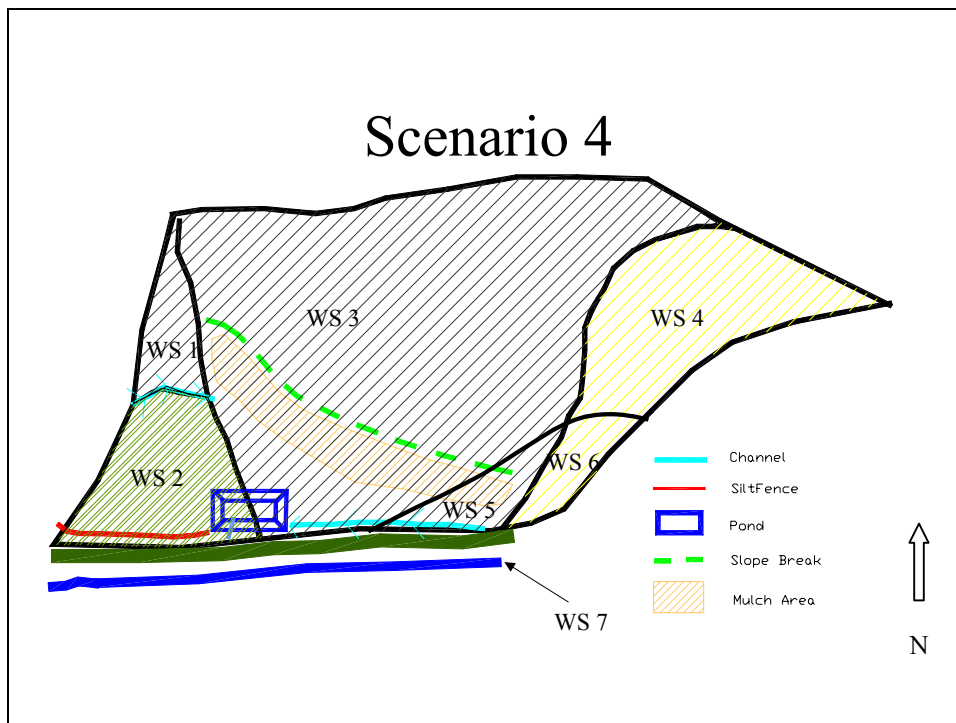 Scenario 4
WS 3
WS 4
WS 1
WS 2
WS 6
WS 5
WS 7
Channel
SiltFence
Pond
Slope Break
Mulch Area
N